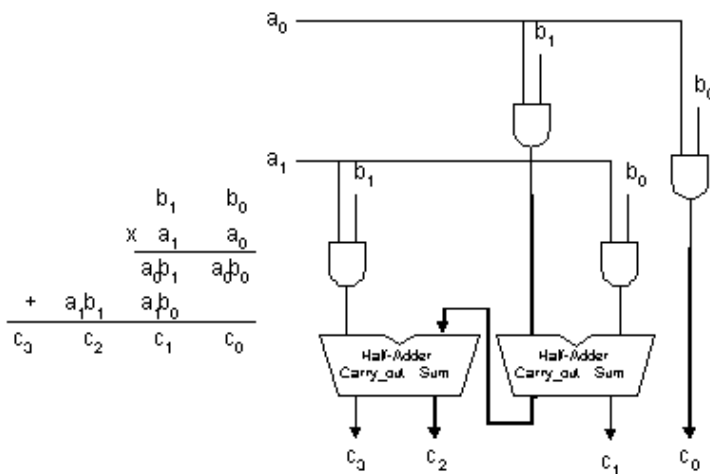 a₀
b₁
b₀
a₁
b₁
b₀
b₁ b₀
x a₁ a₀
a₀b₁ a₀b₀
+ a₁b₁ a₁b₀
c₃ c₂ c₁ c₀
Half-Adder
Carry_out Sum
Half-Adder
Carry_out Sum
c₃ c₂ c₁ c₀